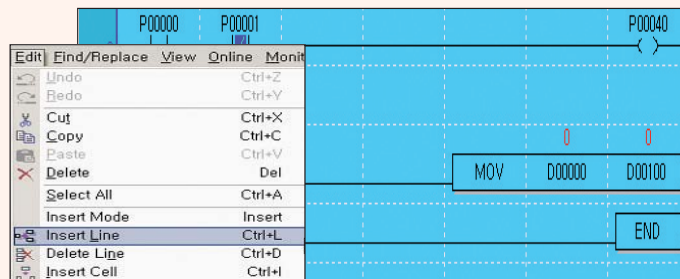 P00000 P00001 P00040
Edit Find/Replace View Online Monit
Undo Ctrl+Z
Redo Ctrl+Y
Cut Ctrl+X
Copy Ctrl+C
Paste Ctrl+V
Delete Del
Select All Ctrl+A
Insert Mode Insert
Insert Line Ctrl+L
Delete Line Ctrl+D
Insert Cell Ctrl+I
0 0
MOV D00000 D00100
END